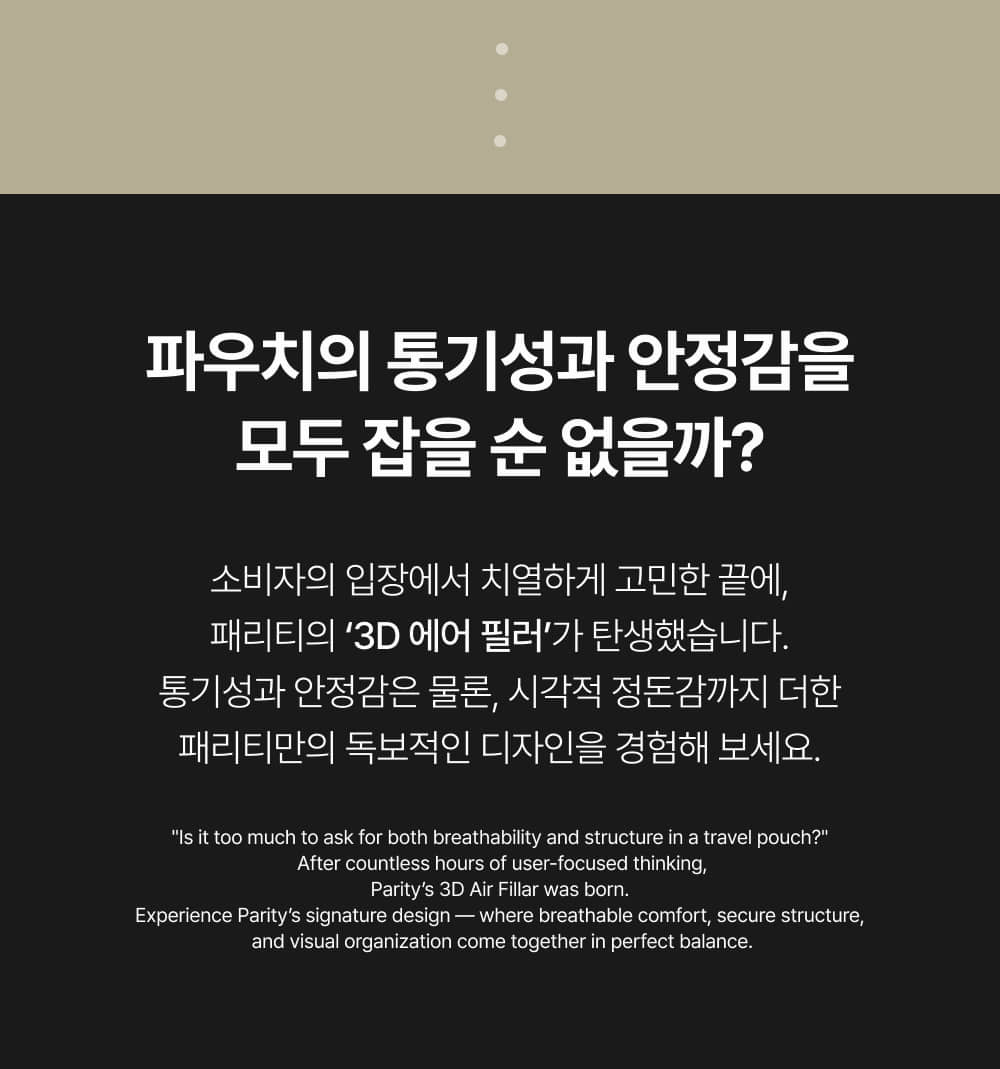 파우치의 통기성과 안정감을
모두 잡을 순 없을까?
소비자의 입장에서 치열하게 고민한 끝에,
패리티의 ‘3D 에어 필러’가 탄생했습니다.
통기성과 안정감은 물론, 시각적 정돈감까지 더한
패리티만의 독보적인 디자인을 경험해 보세요.
"Is it too much to ask for both breathability and structure in a travel pouch?"
After countless hours of user-focused thinking,
Parity’s 3D Air Fillar was born.
Experience Parity’s signature design — where breathable comfort, secure structure,
and visual organization come together in perfect balance.